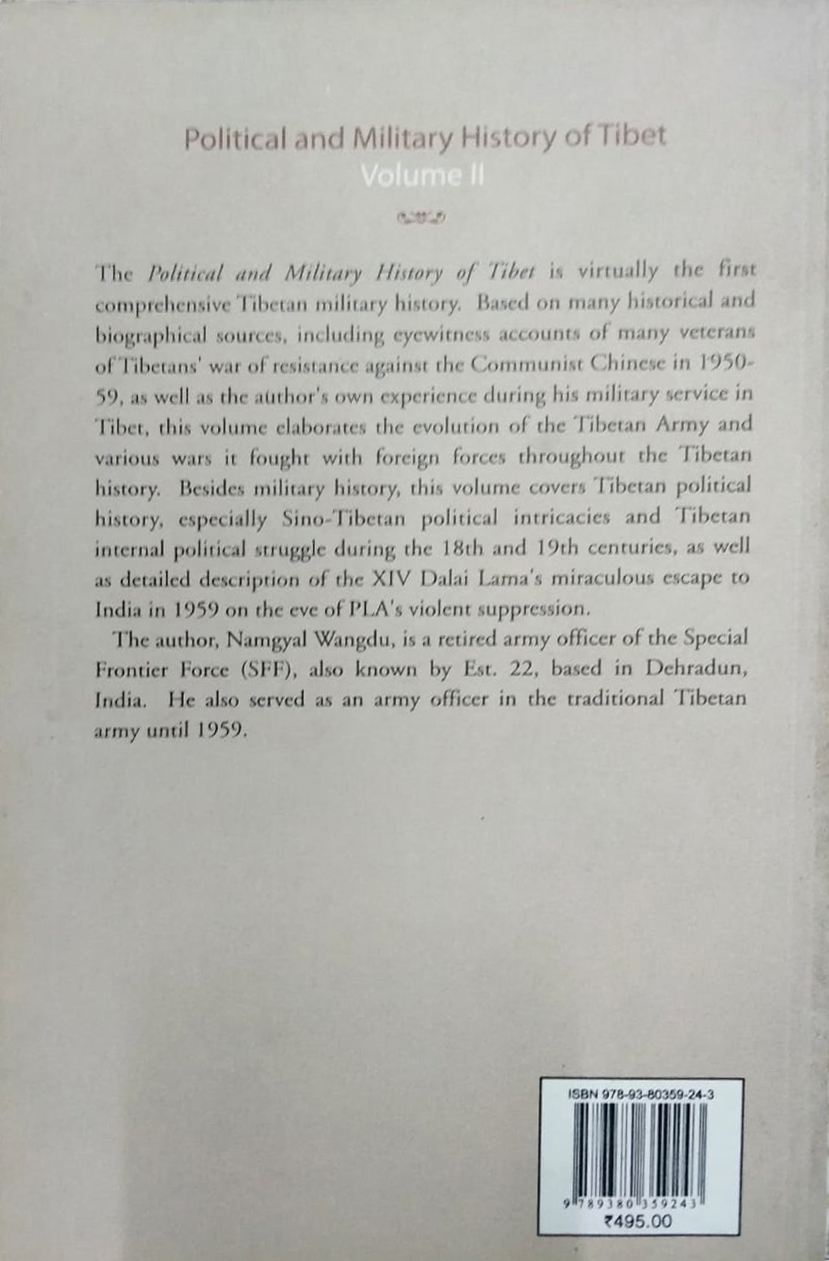 Political and Military History of Tibet
Volume II
The Political and Military History of Tibet is virtually the first
comprehensive Tibetan military history. Based on many historical and
biographical sources, including eyewitness accounts of many veterans
of Tibetans' war of resistance against the Communist Chinese in 1950-
59, as well as the author's own experience during his military service in
Tibet, this volume elaborates the evolution of the Tibetan Army and
various wars it fought with foreign forces throughout the Tibetan
history. Besides military history, this volume covers Tibetan political
history, especially Sino-Tibetan political intricacies and Tibetan
internal political struggle during the 18th and 19th centuries, as well
as detailed description of the XIV Dalai Lama's miraculous escape to
India in 1959 on the eve of PLA's violent suppression.
The author, Namgyal Wangdu, is a retired army officer of the Special
Frontier Force (SFF), also known by Est. 22, based in Dehradun,
India. He also served as an army officer in the traditional Tibetan
army until 1959.
ISBN 978-93-80359-24-3
9 789380 359243
₹495.00